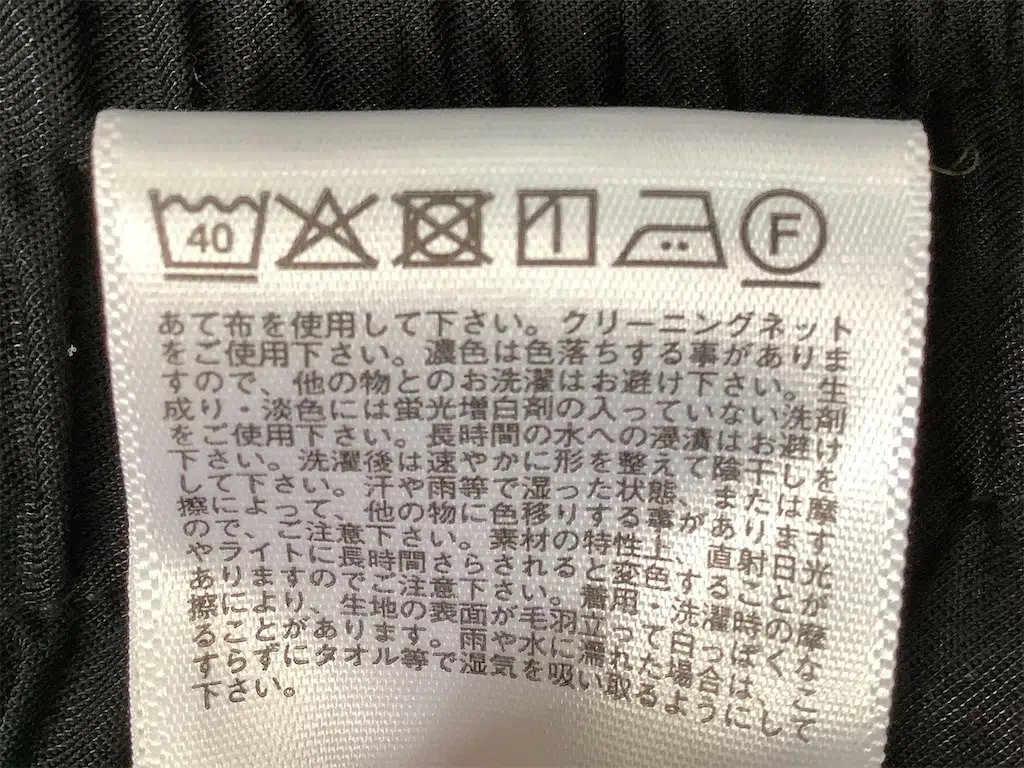 40
F
あて布を使用して下さい。クリーニングネット
をご使用下さい。濃色は色落ちする事がありま
すので、他の物とのお洗濯はお避け下さい。生
成り・淡色には蛍光増白剤の入っていない洗剤
をご使用下さい。長時間の水への浸漬はお避け
下さい。洗濯後は速やかに形を整えて陰干しを
して下さい。汗や雨等で湿った状態、または摩
擦によって、他の物に色移りする事があります
のでご注意下さい。素材の特性上、直射日光
やライトに長時間さらされると変色することが
ありますのでご注意下さい。着用・洗濯時の摩
擦により、生地の表面が毛羽立って白っぽくな
ることがあります。雨や水に濡れた場合は、こ
すらずにタオル等で湿気を吸い取るようにして
下さい。